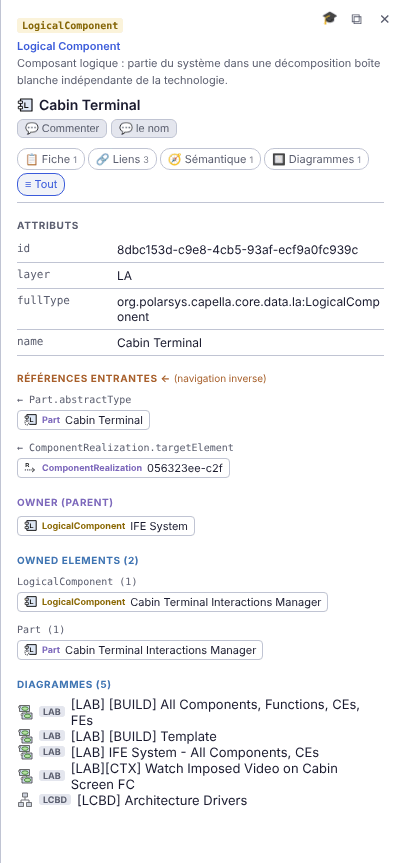 LogicalComponent
Logical Component
Composant logique : partie du système dans une décomposition boîte
blanche indépendante de la technologie.
Cabin Terminal
Commenter
le nom
Fiche 1
Liens 3
Sémantique 1
Diagrammes 1
≡ Tout
ATTRIBUTS
id 8dbc153d-c9e8-4cb5-93af-ecf9a0fc939c
layer LA
fullType org.polarsys.capella.core.data.la:LogicalComp
onent
name Cabin Terminal
RÉFÉRENCES ENTRANTES ← (navigation inverse)
← Part.abstractType
Part Cabin Terminal
← ComponentRealization.targetElement
ComponentRealization 056323ee-c2f
OWNER (PARENT)
LogicalComponent IFE System
OWNED ELEMENTS (2)
LogicalComponent (1)
LogicalComponent Cabin Terminal Interactions Manager
Part (1)
Part Cabin Terminal Interactions Manager
DIAGRAMMES (5)
LAB [LAB] [BUILD] All Components, Functions, CEs,
FEs
LAB [LAB] [BUILD] Template
LAB [LAB] IFE System - All Components, CEs
LAB [LAB][CTX] Watch Imposed Video on Cabin
Screen FC
LCBD [LCBD] Architecture Drivers